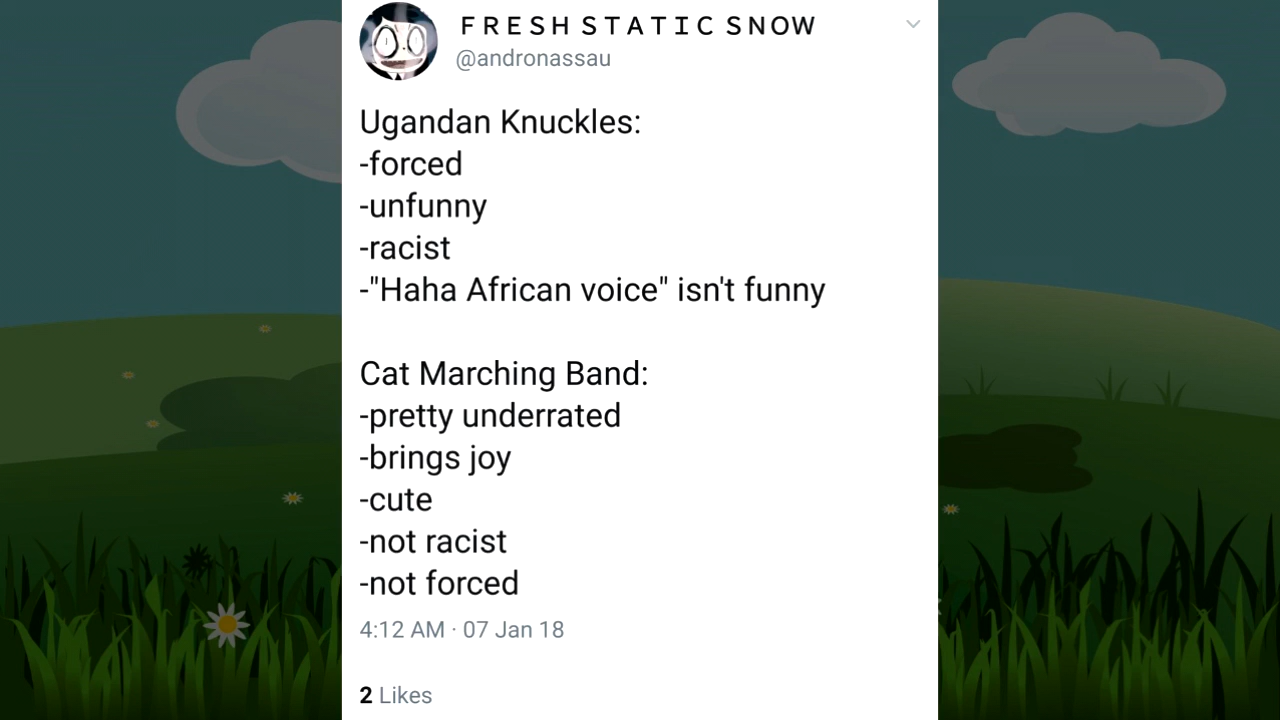 FRESH STATIC SNOW
@andronassau
Ugandan Knuckles:
-forced
-unfunny
-racist
-"Haha African voice" isn't funny
Cat Marching Band:
-pretty underrated
-brings joy
-cute
-not racist
-not forced
4:12 AM · 07 Jan 18
2 Likes